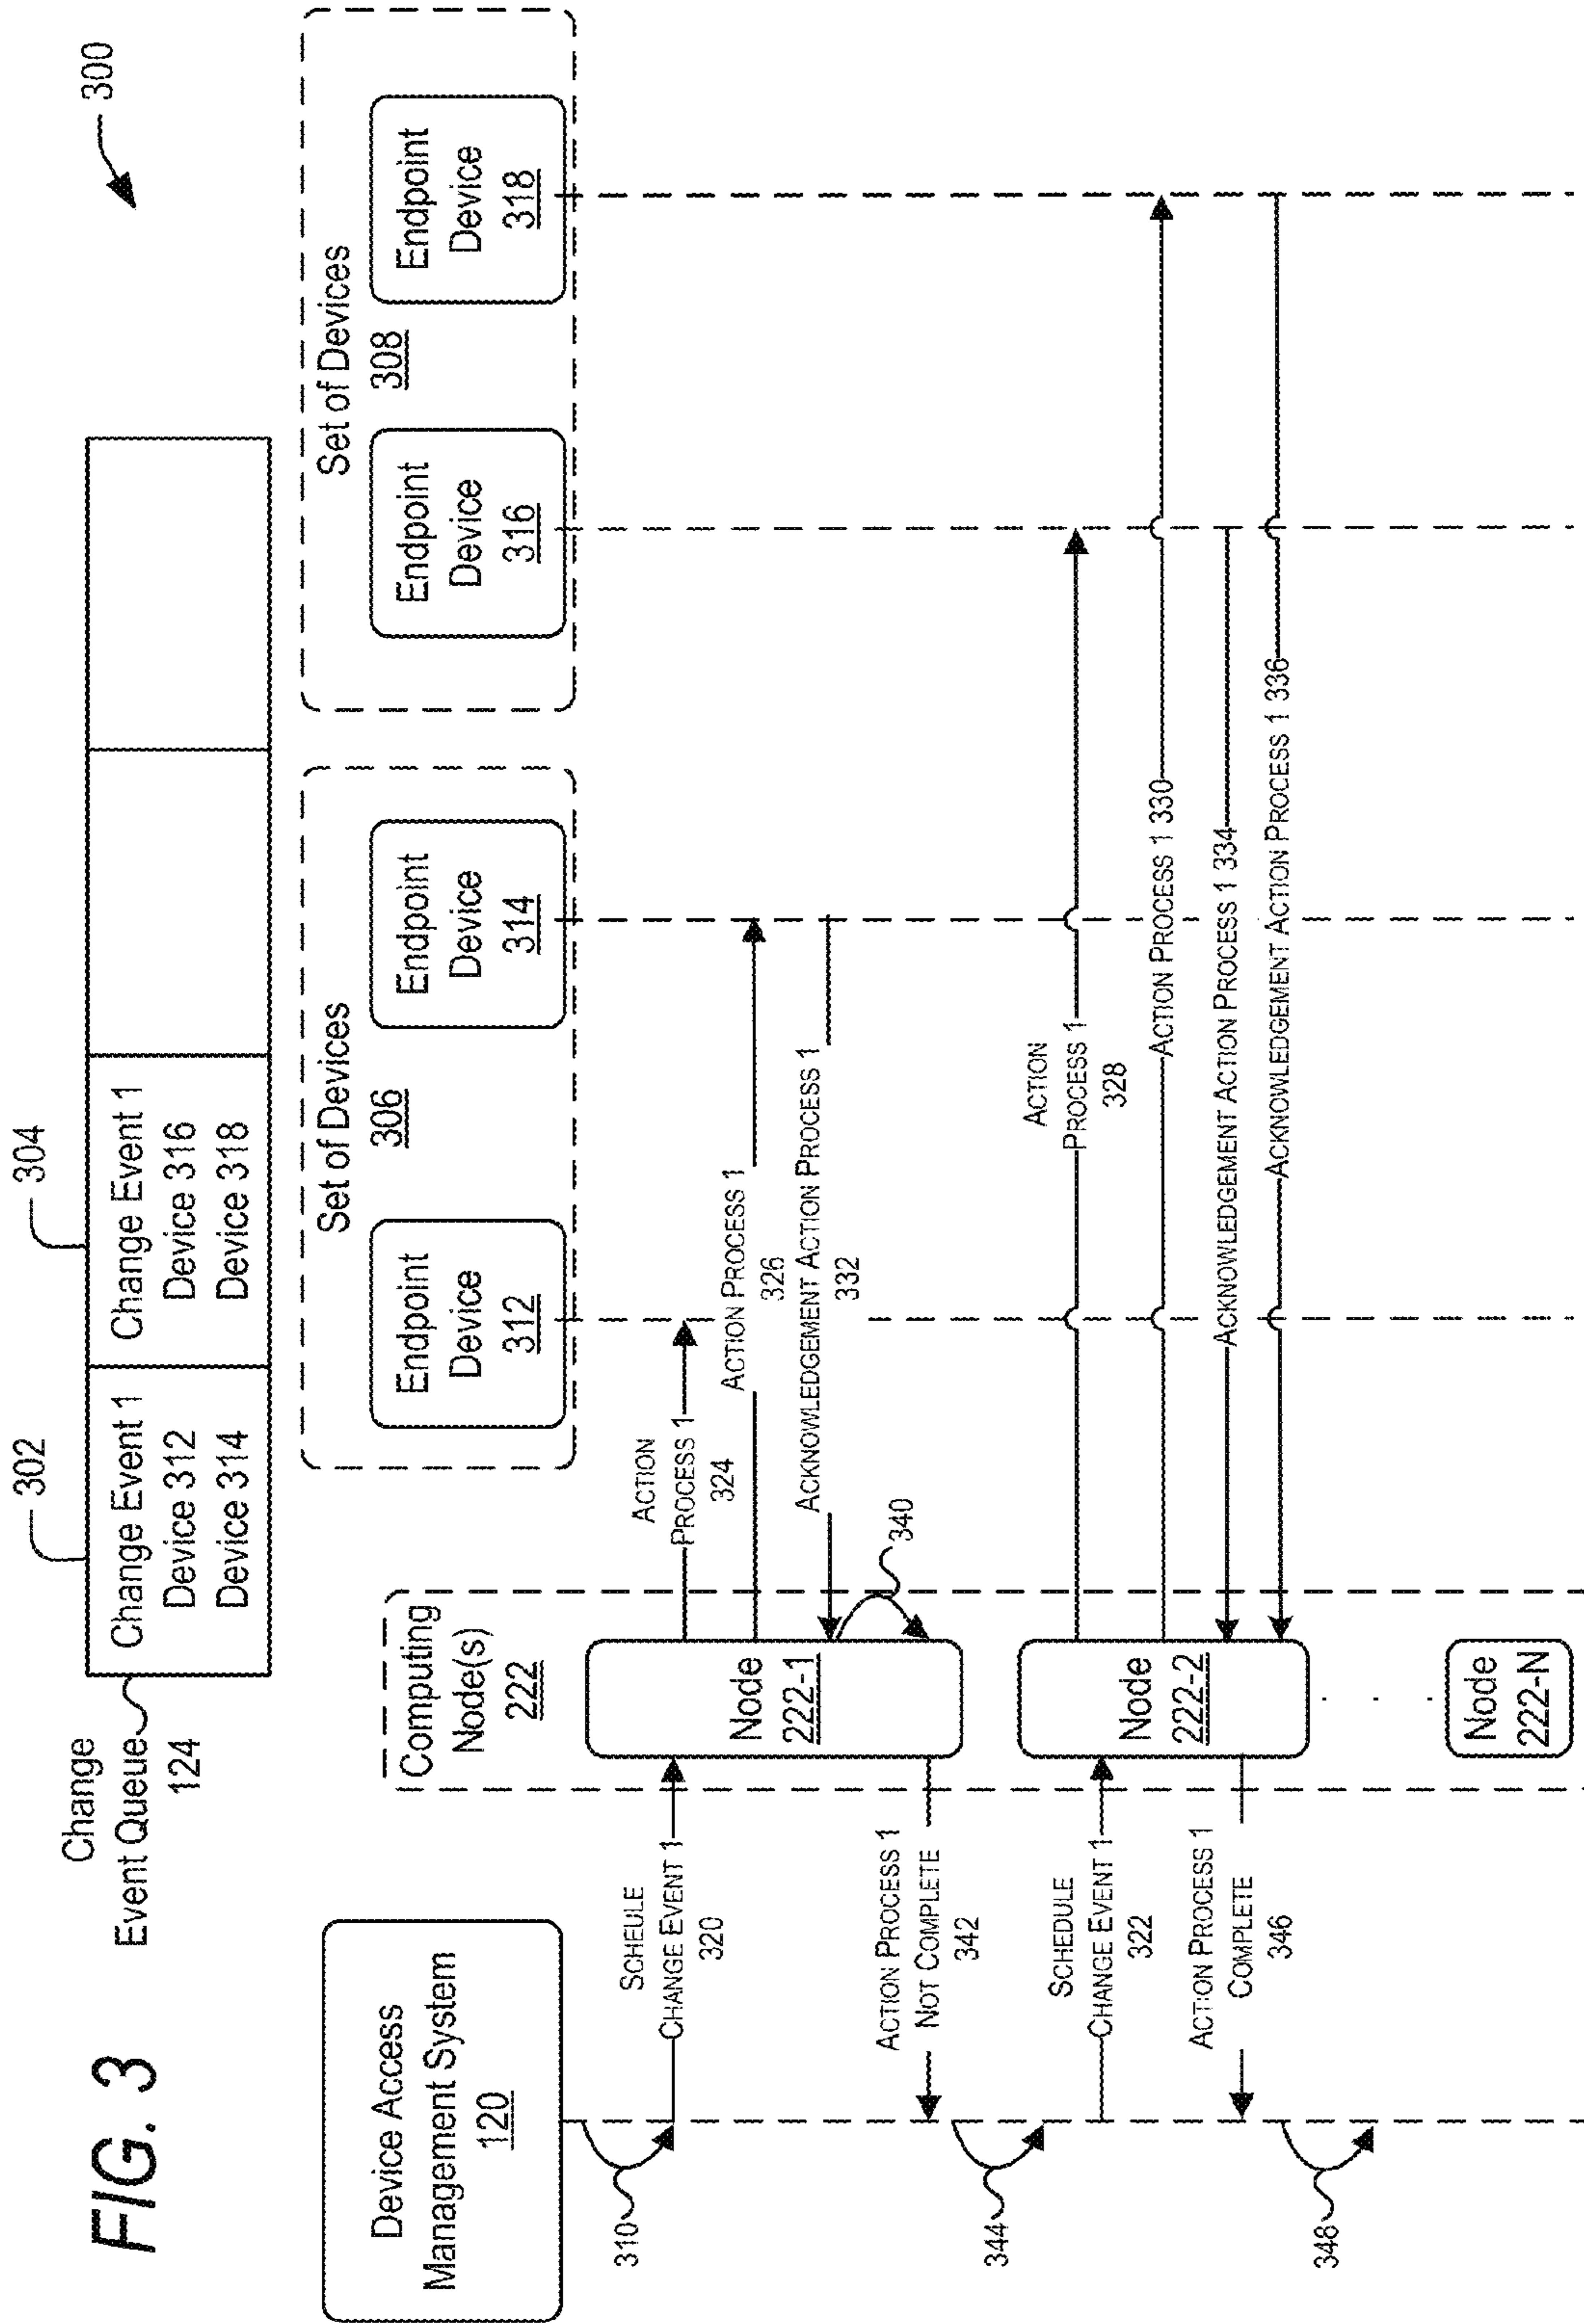 FIG. 3
300
Change
Event Queue
124
302
304
Change Event 1
Device 312
Device 314
Change Event 1
Device 316
Device 318
Device Access
Management System
120
Computing
Node(s)
222
Set of Devices
306
Endpoint
Device
312
Endpoint
Device
314
Set of Devices
308
Endpoint
Device
316
Endpoint
Device
318
310
SCHEULE
CHANGE EVENT 1
320
Node
222-1
ACTION
PROCESS 1
324
ACTION PROCESS 1
326
ACKNOWLEDGEMENT ACTION PROCESS 1
332
340
ACTION PROCESS 1
NOT COMPLETE
342
344
SCHEDULE
CHANGE EVENT 1
322
Node
222-2
ACTION
PROCESS 1
328
ACTION PROCESS 1 330
ACKNOWLEDGEMENT ACTION PROCESS 1 334
ACKNOWLEDGEMENT ACTION PROCESS 1 336
ACTION PROCESS 1
COMPLETE
346
348
Node
222-N